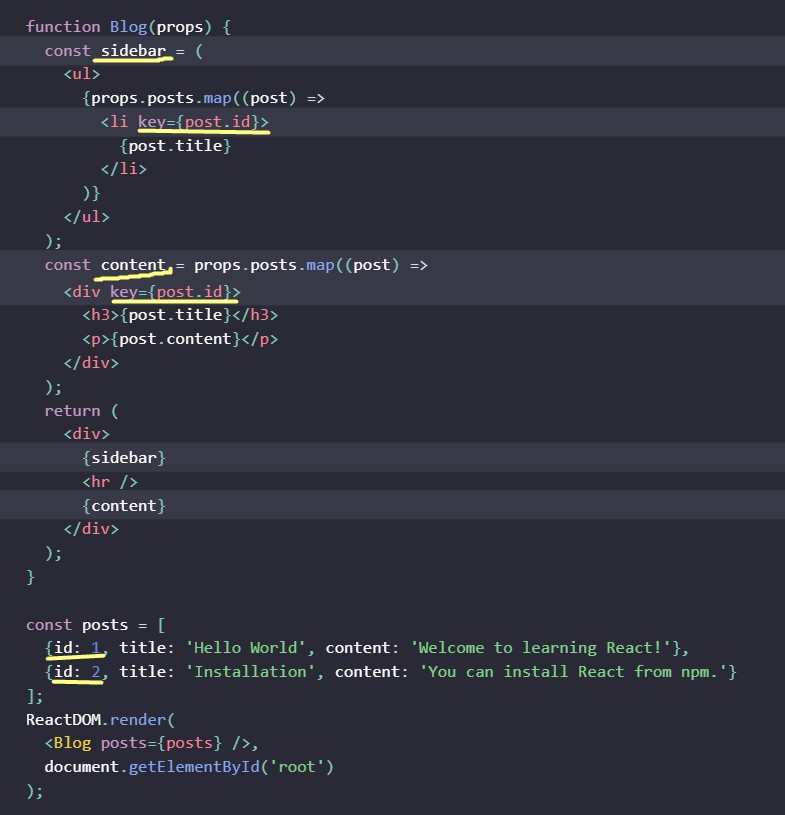 function Blog(props) {
  const sidebar = (
    <ul>
      {props.posts.map((post) =>
        <li key={post.id}>
          {post.title}
        </li>
      )}
    </ul>
  );
  const content = props.posts.map((post) =>
    <div key={post.id}>
      <h3>{post.title}</h3>
      <p>{post.content}</p>
    </div>
  );
  return (
    <div>
      {sidebar}
      <hr />
      {content}
    </div>
  );
}

const posts = [
  {id: 1, title: 'Hello World', content: 'Welcome to learning React!'},
  {id: 2, title: 'Installation', content: 'You can install React from npm.'}
];
ReactDOM.render(
  <Blog posts={posts} />,
  document.getElementById('root')
);